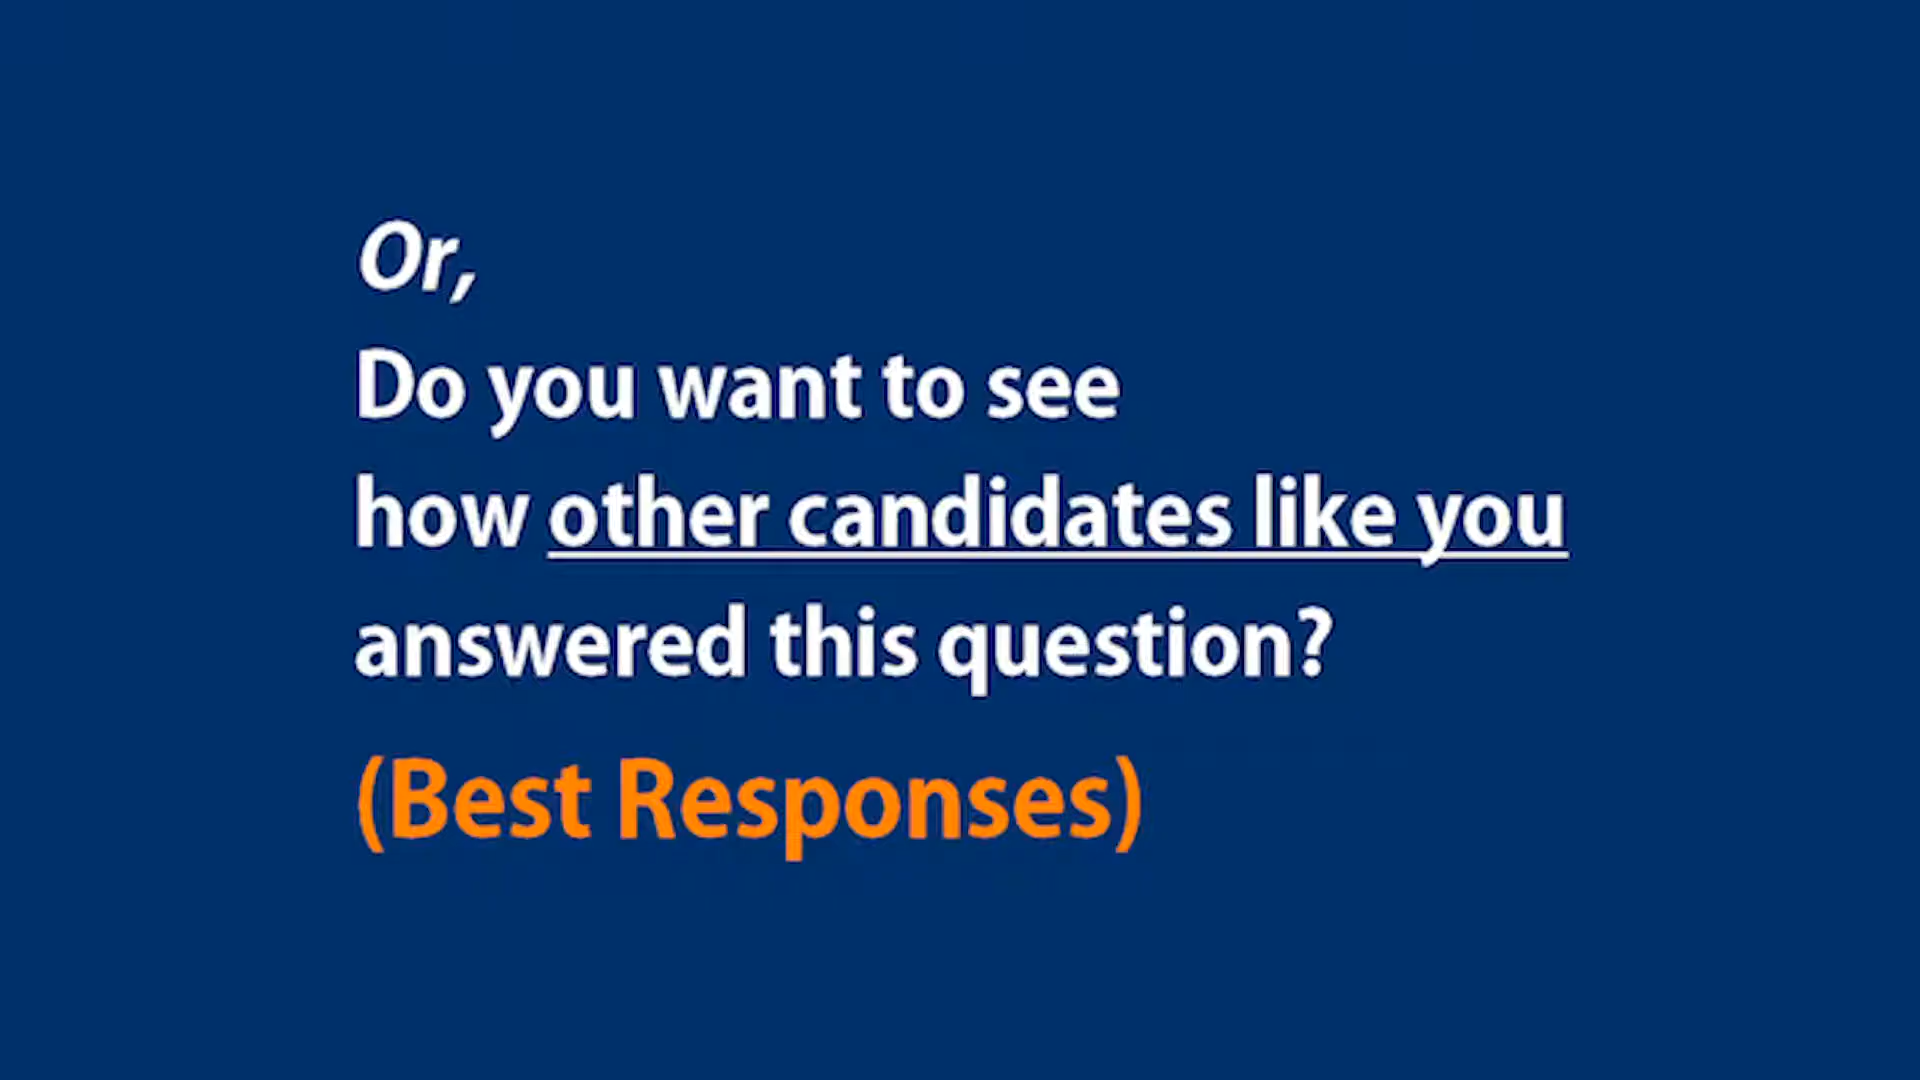 Or,
Do you want to see
how other candidates like you
answered this question?
(Best Responses)